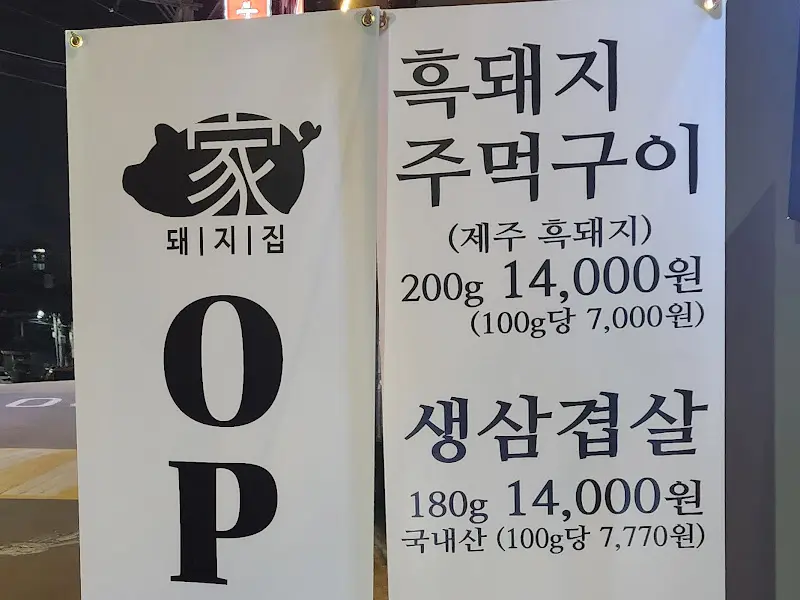 家
돼|지|집
O
P
흑돼지
주먹구이
(제주 흑돼지)
200g 14,000원
(100g당 7,000원)
생삼겹살
180g 14,000원
국내산 (100g당 7,770원)